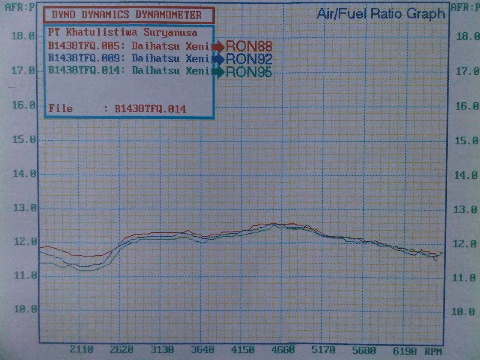 AFR:P
DYNO DYNAMICS DYNAMOMETER
Air/Fuel Ratio Graph
AFR:P
PT Khatulistiwa Suryanusa
B1438TFQ.005: Daihatsu Xeni RON88
B1438TFQ.009: Daihatsu Xeni RON92
B1438TFQ.014: Daihatsu Xeni RON95
File : B1438TFQ.014
18.0 18.0
17.0 17.0
16.0 16.0
15.0 15.0
14.0 14.0
13.0 13.0
12.0 12.0
11.0 11.0
10.0 10.0
2110 2620 3130 3640 4150 4660 5170 5680 6190 RPM